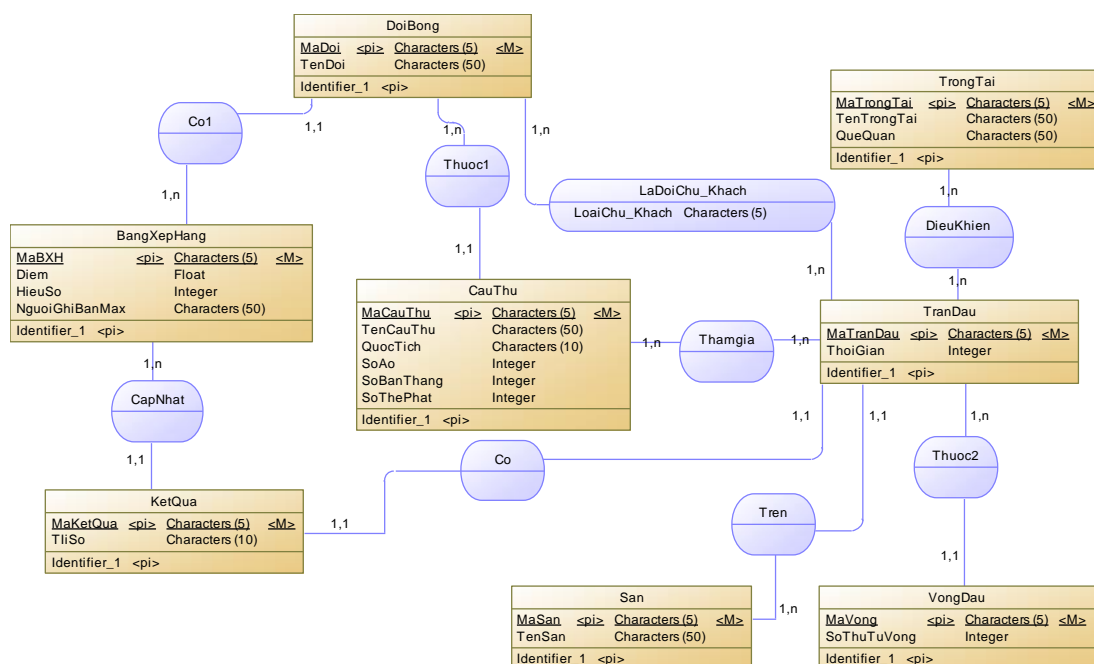 DoiBong
MaDoi <pi> Characters (5) <M>
TenDoi Characters (50)
Identifier_1 <pi>
TrongTai
MaTrongTai <pi> Characters (5) <M>
TenTrongTai Characters (50)
QueQuan Characters (50)
Identifier_1 <pi>
Co1
1,1
1,n
1,n
Thuoc1
LaDoiChu_Khach
LoaiChu_Khach Characters (5)
1,n
1,n
DieuKhien
1,1
1,n
1,n
BangXepHang
MaBXH <pi> Characters (5) <M>
Diem Float
HieuSo Integer
NguoiGhiBanMax Characters (50)
Identifier_1 <pi>
CauThu
MaCauThu <pi> Characters (5) <M>
TenCauThu Characters (50)
QuocTich Characters (10)
SoAo Integer
SoBanThang Integer
SoThePhat Integer
Identifier_1 <pi>
1,n
Thamgia
1,n
TranDau
MaTranDau <pi> Characters (5) <M>
ThoiGian Integer
Identifier_1 <pi>
1,n
CapNhat
1,1
1,1
1,1
1,n
Co
Thuoc2
KetQua
MaKetQua <pi> Characters (5) <M>
TIiSo Characters (10)
Identifier_1 <pi>
1,1
Tren
1,n
1,1
San
MaSan <pi> Characters (5) <M>
TenSan Characters (50)
Identifier_1 <pi>
VongDau
MaVong <pi> Characters (5) <M>
SoThuTuVong Integer
Identifier_1 <pi>